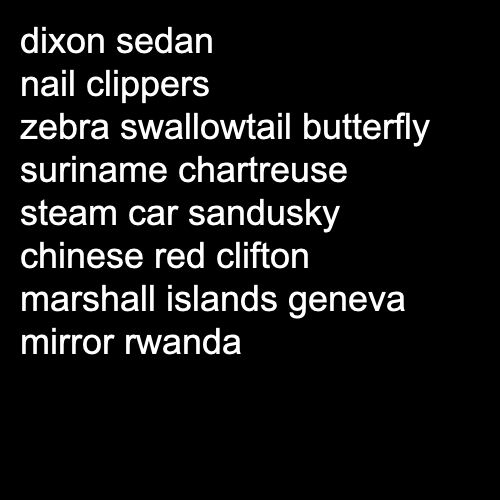 dixon sedan
nail clippers
zebra swallowtail butterfly
suriname chartreuse
steam car sandusky
chinese red clifton
marshall islands geneva
mirror rwanda